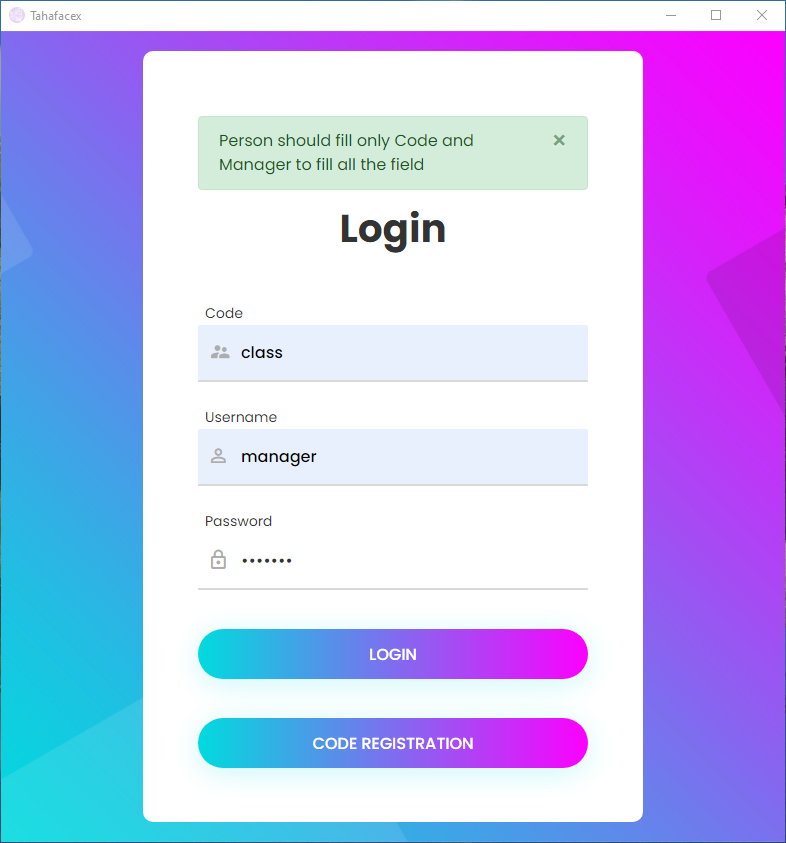 Tahafacex
Person should fill only Code and
Manager to fill all the field
Login
Code
class
Username
manager
Password
•••••••
LOGIN
CODE REGISTRATION